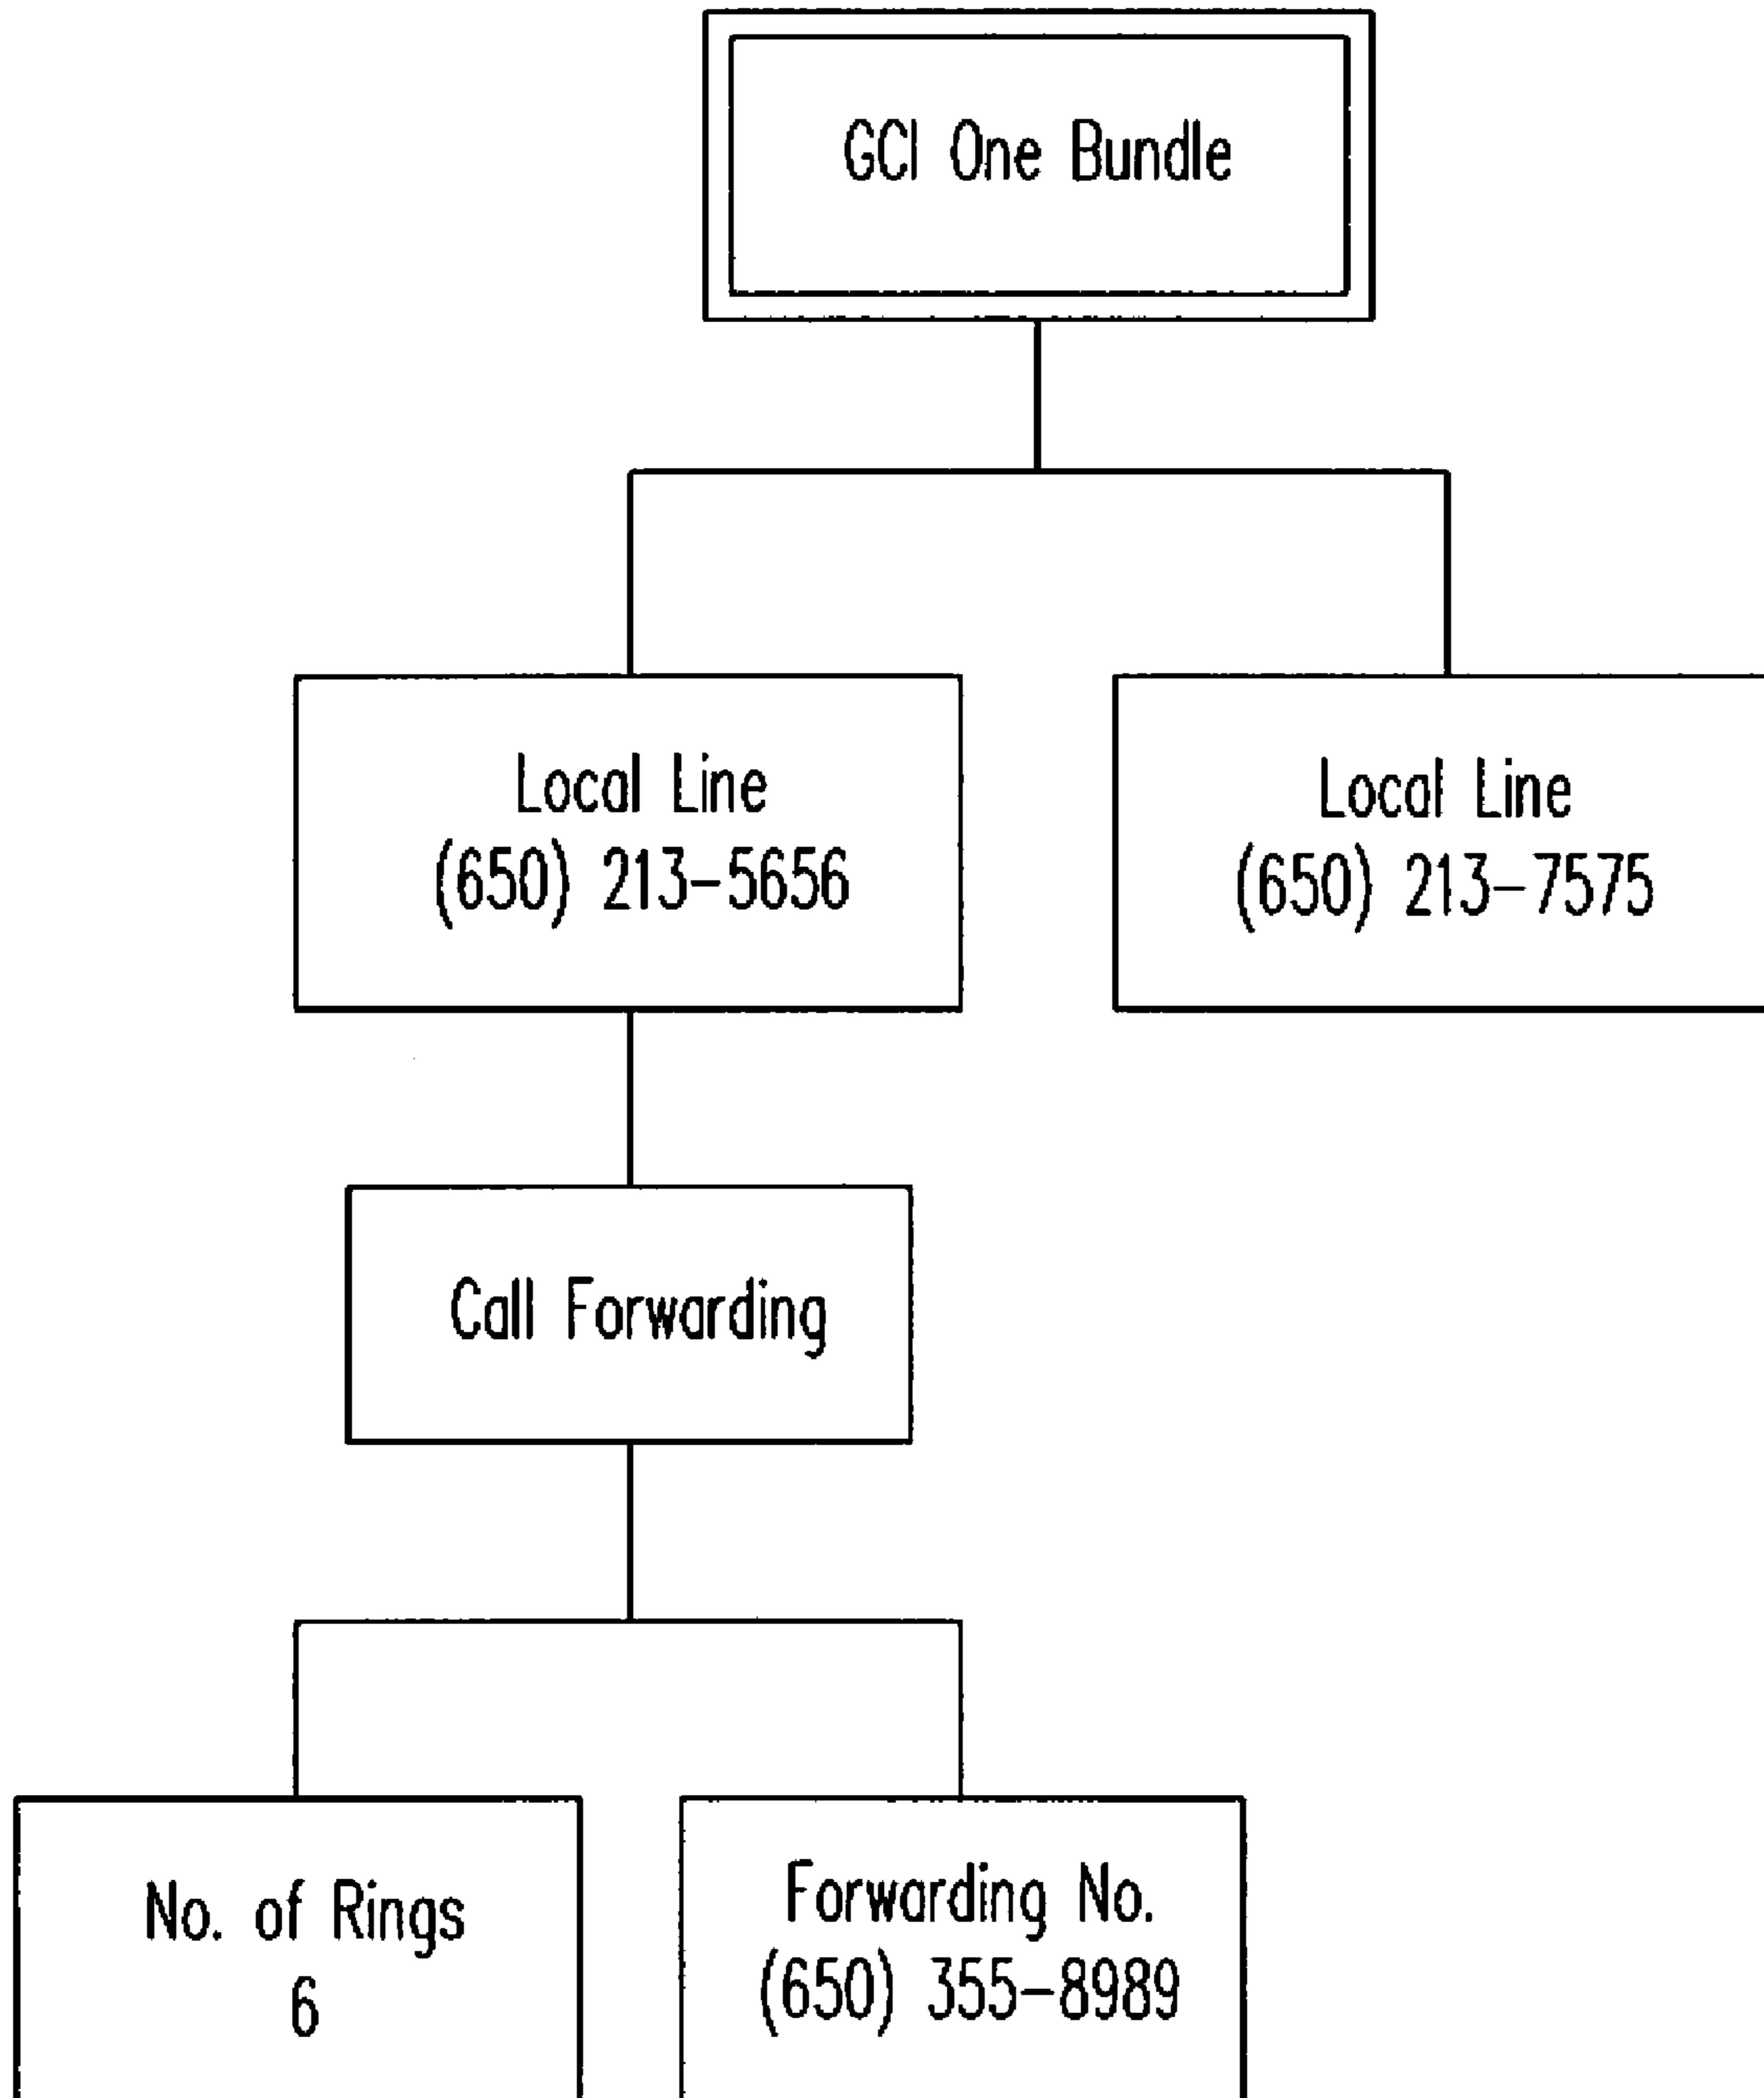 GCI One Bundle
Local Line
(650) 213-5656
Local Line
(650) 213-7575
Call Forwarding
No. of Rings
6
Forwarding No.
(650) 355-8989